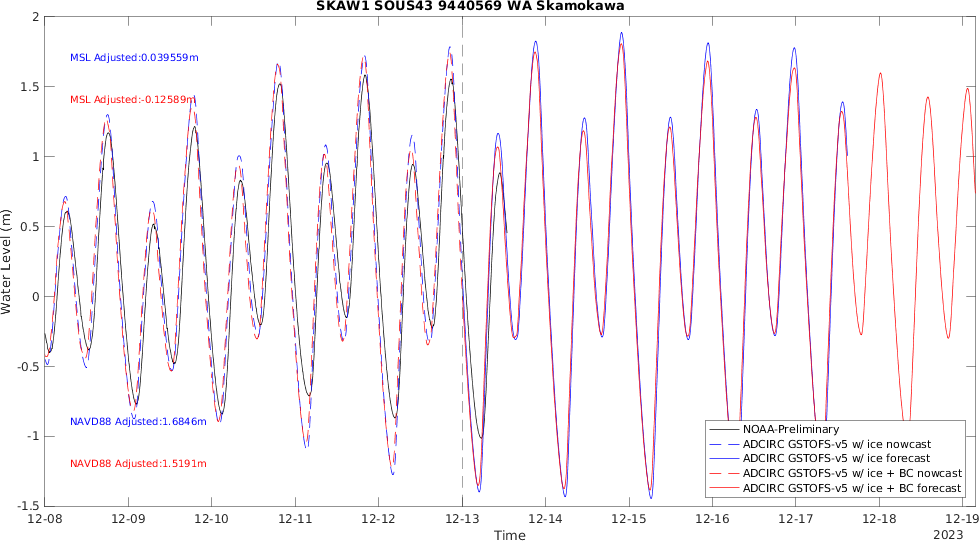 SKAW1 SOUS43 9440569 WA Skamokawa
2
1.5
1
0.5
0
-0.5
-1
-1.5
Water Level (m)
MSL Adjusted:0.039559m
MSL Adjusted:-0.12589m
NAVD88 Adjusted:1.6846m
NAVD88 Adjusted:1.5191m
NOAA-Preliminary
ADCIRC GSTOFS-v5 w/ ice nowcast
ADCIRC GSTOFS-v5 w/ ice forecast
ADCIRC GSTOFS-v5 w/ ice + BC nowcast
ADCIRC GSTOFS-v5 w/ ice + BC forecast
12-08 12-09 12-10 12-11 12-12 12-13 12-14 12-15 12-16 12-17 12-18 12-19
Time
2023